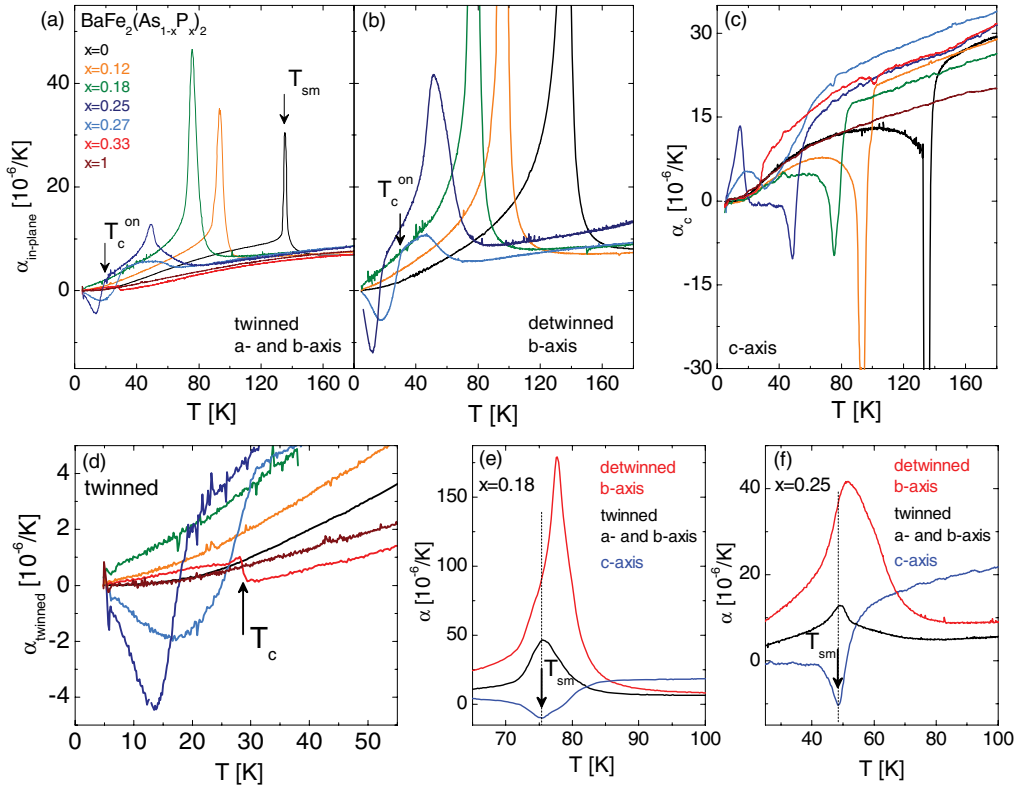 (a)
BaFe2(As1-xPx)2
x=0
x=0.12
x=0.18
x=0.25
x=0.27
x=0.33
x=1
Tsm
Tc on
twinned
a- and b-axis
αin-plane [10-6/K]
40
20
0
0
40
80
120
160
T [K]
(b)
Tc on
detwinned
b-axis
0
40
80
120
160
T [K]
(c)
αc [10-6/K]
30
15
0
-15
-30
c-axis
0
40
80
120
160
T [K]
(d)
twinned
αtwinned [10-6/K]
4
2
0
-2
-4
Tc
0
10
20
30
40
50
T [K]
(e)
x=0.18
detwinned
b-axis
twinned
a- and b-axis
c-axis
α [10-6/K]
150
100
50
0
Tsm
70
80
90
100
T [K]
(f)
x=0.25
detwinned
b-axis
twinned
a- and b-axis
c-axis
α [10-6/K]
40
20
0
Tsm
40
60
80
100
T [K]